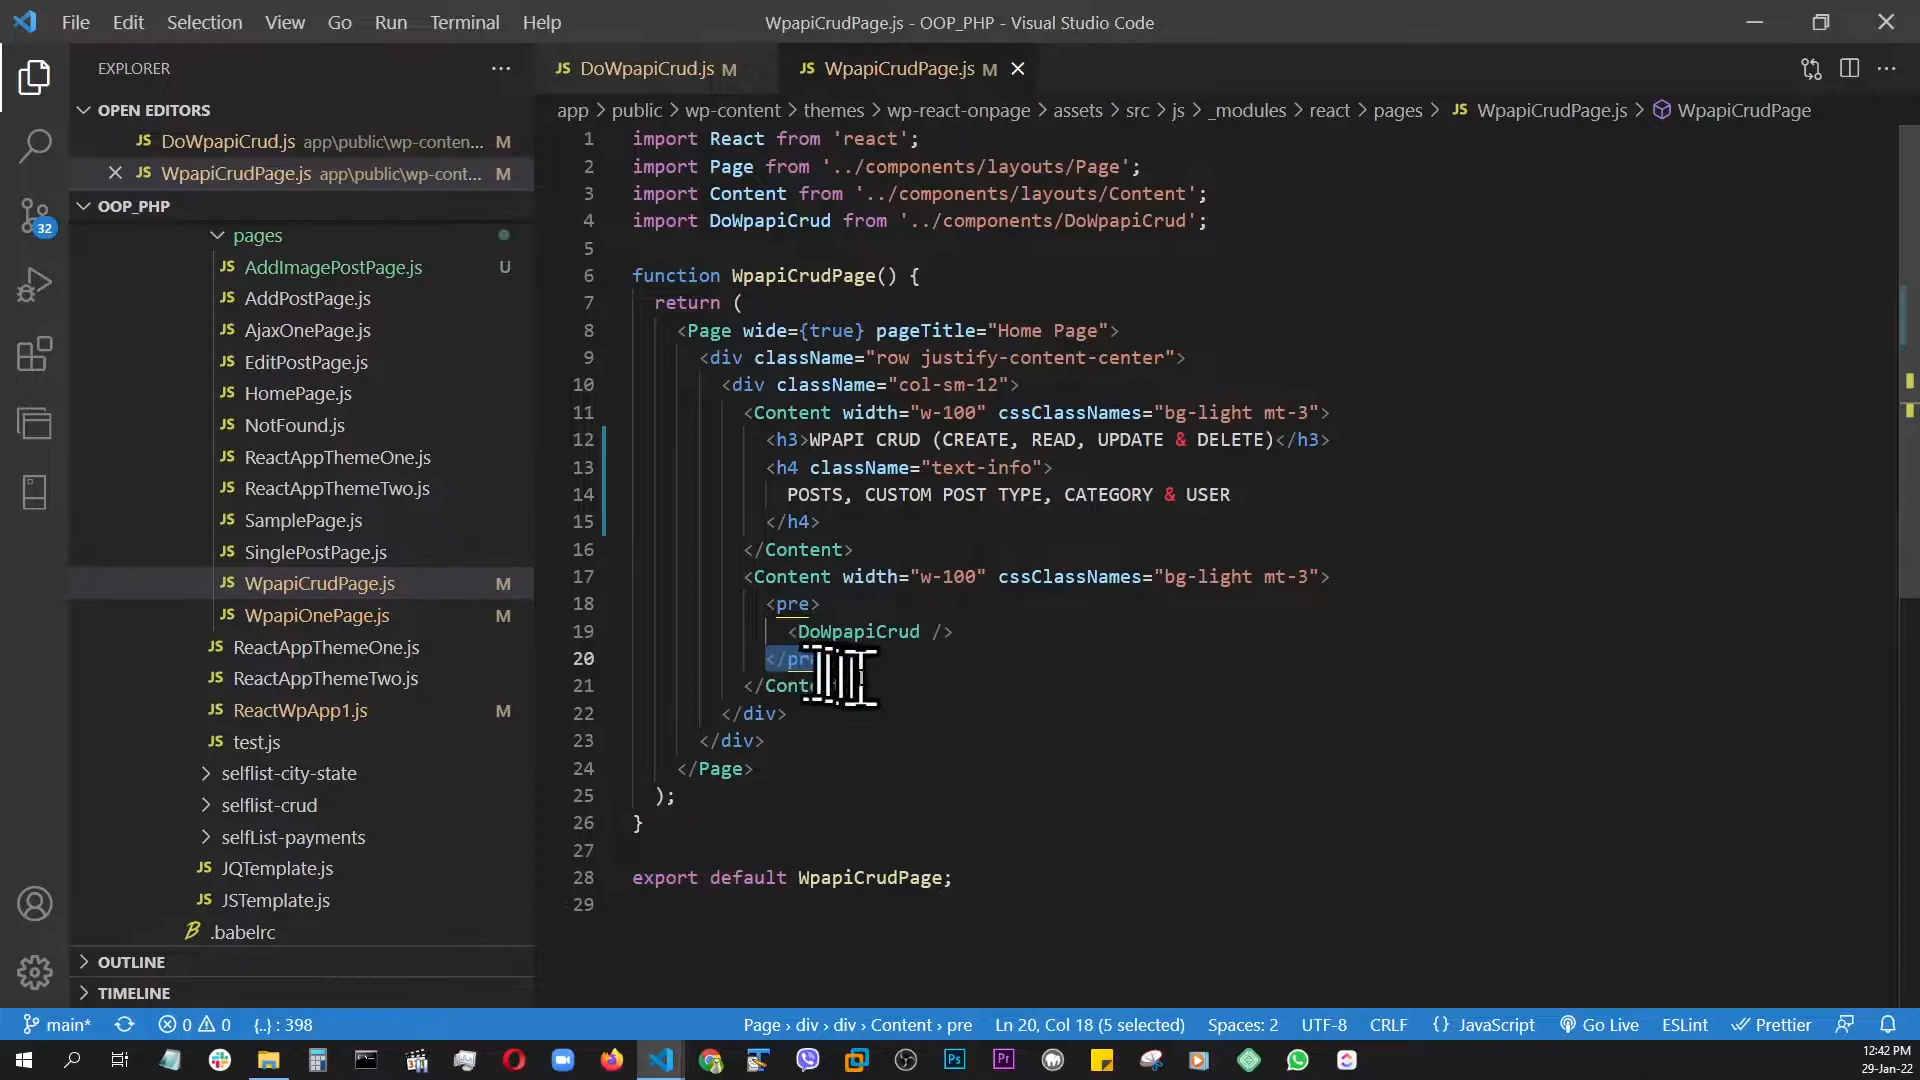 File Edit Selection View Go Run Terminal Help
WpapiCrudPage.js - OOP_PHP - Visual Studio Code
EXPLORER
OPEN EDITORS
JS DoWpapiCrud.js app\public\wp-conten... M
JS WpapiCrudPage.js app\public\wp-cont... M
OOP_PHP
32
pages
JS AddImagePostPage.js U
JS AddPostPage.js
JS AjaxOnePage.js
JS EditPostPage.js
JS HomePage.js
JS NotFound.js
JS ReactAppThemeOne.js
JS ReactAppThemeTwo.js
JS SamplePage.js
JS SinglePostPage.js
JS WpapiCrudPage.js M
JS WpapiOnePage.js M
JS ReactAppThemeOne.js
JS ReactAppThemeTwo.js
JS ReactWpApp1.js M
JS test.js
selflist-city-state
selflist-crud
selfList-payments
JS JQTemplate.js
JS JSTemplate.js
.babelrc
OUTLINE
TIMELINE
JS DoWpapiCrud.js M
JS WpapiCrudPage.js M
app > public > wp-content > themes > wp-react-onpage > assets > src > js > _modules > react > pages > JS WpapiCrudPage.js > WpapiCrudPage
1 import React from 'react';
2 import Page from '../components/layouts/Page';
3 import Content from '../components/layouts/Content';
4 import DoWpapiCrud from '../components/DoWpapiCrud';
5
6 function WpapiCrudPage() {
7 return (
8 <Page wide={true} pageTitle="Home Page">
9 <div className="row justify-content-center">
10 <div className="col-sm-12">
11 <Content width="w-100" cssClassNames="bg-light mt-3">
12 <h3>WPAPI CRUD (CREATE, READ, UPDATE & DELETE)</h3>
13 <h4 className="text-info">
14 POSTS, CUSTOM POST TYPE, CATEGORY & USER
15 </h4>
16 </Content>
17 <Content width="w-100" cssClassNames="bg-light mt-3">
18 <pre>
19 <DoWpapiCrud />
20 </pr
21 </Cont
22 </div>
23 </div>
24 </Page>
25 );
26 }
27
28 export default WpapiCrudPage;
29
main* 0 0 {..} : 398
Page › div › div › Content › pre Ln 20, Col 18 (5 selected) Spaces: 2 UTF-8 CRLF {} JavaScript Go Live ESLint Prettier
Ps Pr
12:42 PM
29-Jan-22